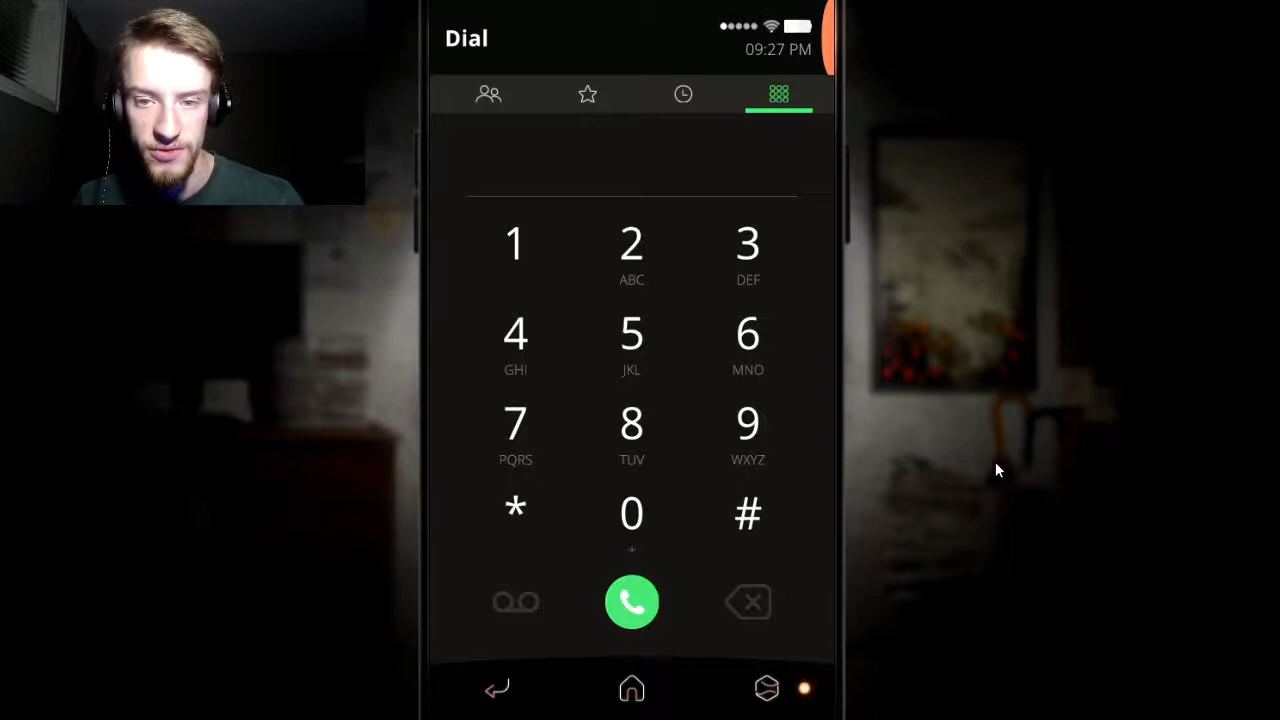 Dial
09:27 PM
1
2
3
ABC
DEF
4
5
6
GHI
JKL
MNO
7
8
9
PQRS
TUV
WXYZ
*
0
#
+